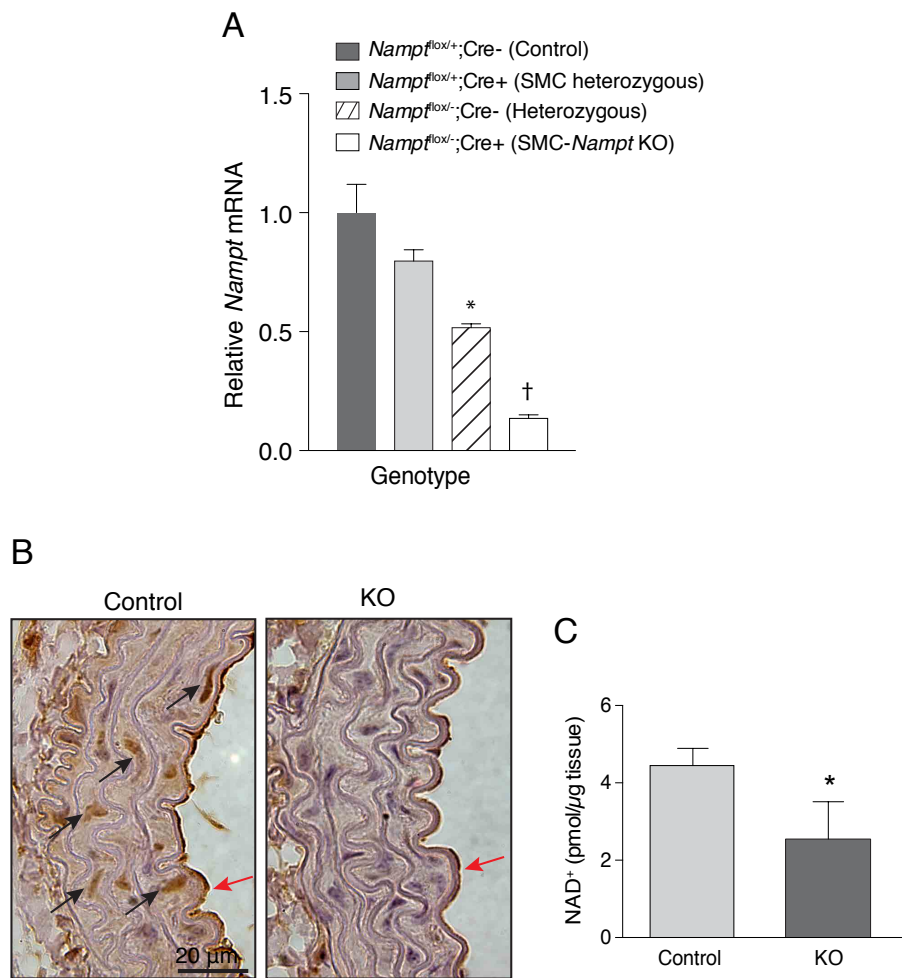 A
Nampt^flox/+;Cre- (Control)
Nampt^flox/+;Cre+ (SMC heterozygous)
Nampt^flox/-;Cre- (Heterozygous)
Nampt^flox/-;Cre+ (SMC-Nampt KO)
Relative Nampt mRNA
1.5
1.0
0.5
0.0
*
†
Genotype
B
Control
KO
20 µm
C
NAD⁺ (pmol/µg tissue)
6
4
2
0
*
Control
KO